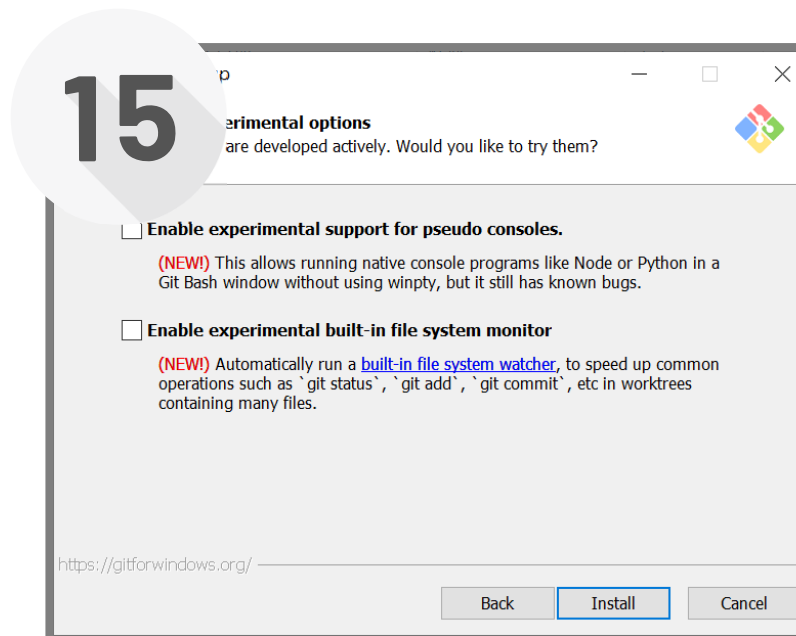 15
erimental options
are developed actively. Would you like to try them?
Enable experimental support for pseudo consoles.
(NEW!) This allows running native console programs like Node or Python in a
Git Bash window without using winpty, but it still has known bugs.
Enable experimental built-in file system monitor
(NEW!) Automatically run a built-in file system watcher, to speed up common
operations such as `git status`, `git add`, `git commit`, etc in worktrees
containing many files.
https://gitforwindows.org/
Back Install Cancel